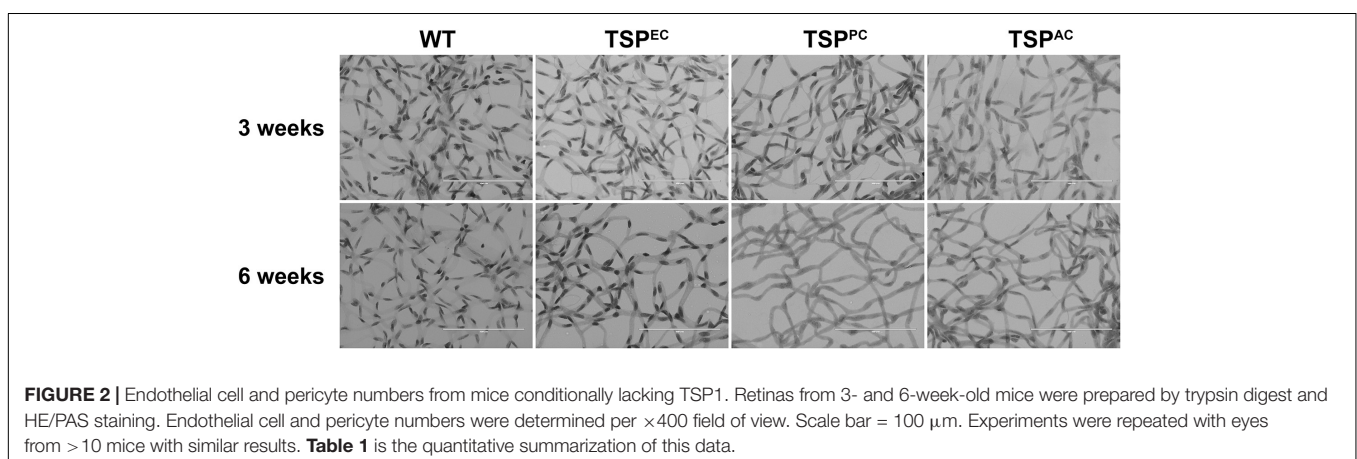 WT TSPEC TSPPC TSPAC
3 weeks
6 weeks
FIGURE 2 | Endothelial cell and pericyte numbers from mice conditionally lacking TSP1. Retinas from 3- and 6-week-old mice were prepared by trypsin digest and
HE/PAS staining. Endothelial cell and pericyte numbers were determined per ×400 field of view. Scale bar = 100 μm. Experiments were repeated with eyes
from >10 mice with similar results. Table 1 is the quantitative summarization of this data.